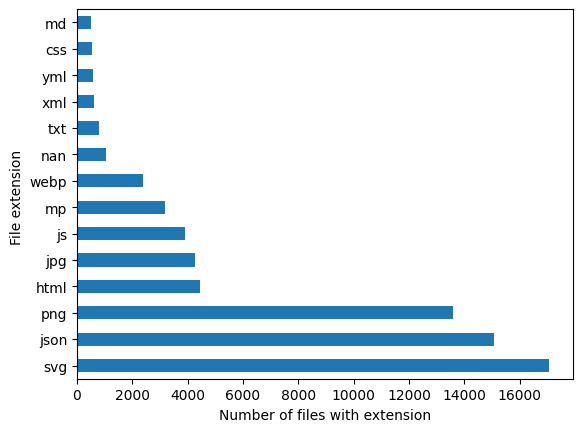 md
css
yml
xml
txt
nan
webp
mp
js
jpg
html
png
json
svg
File extension
0 2000 4000 6000 8000 10000 12000 14000 16000
Number of files with extension